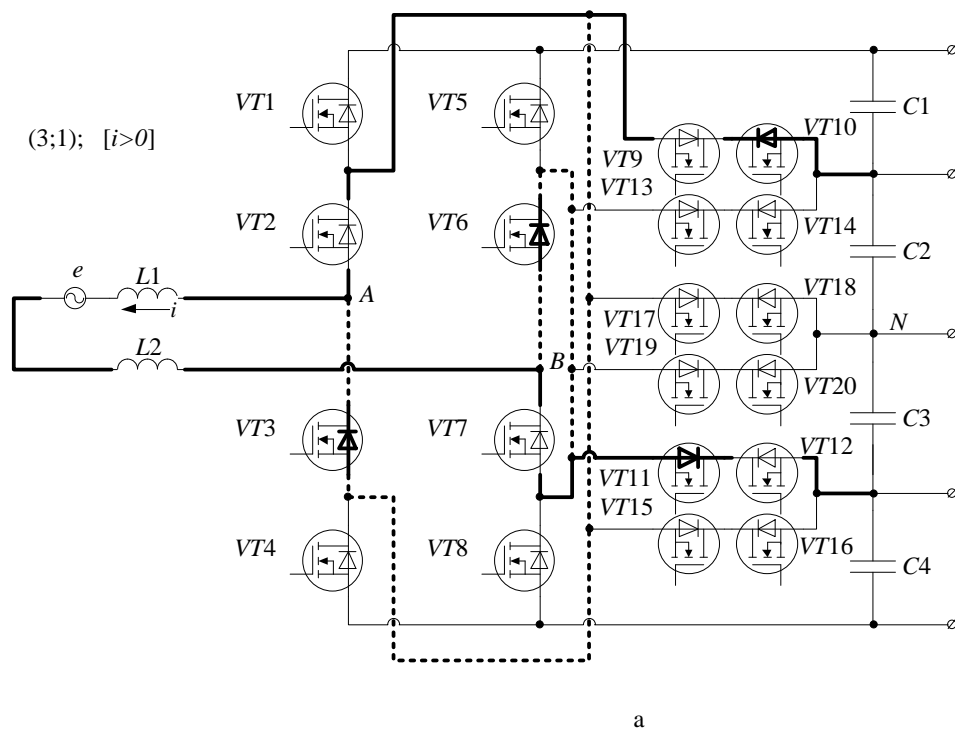 VT1
VT5
C1
(3;1); [i>0]
VT10
VT9
VT13
VT2
VT6
VT14
C2
e
L1
A
VT18
i
N
VT17
VT19
L2
B
VT20
C3
VT3
VT7
VT12
VT11
VT15
VT4
VT8
VT16
C4
a